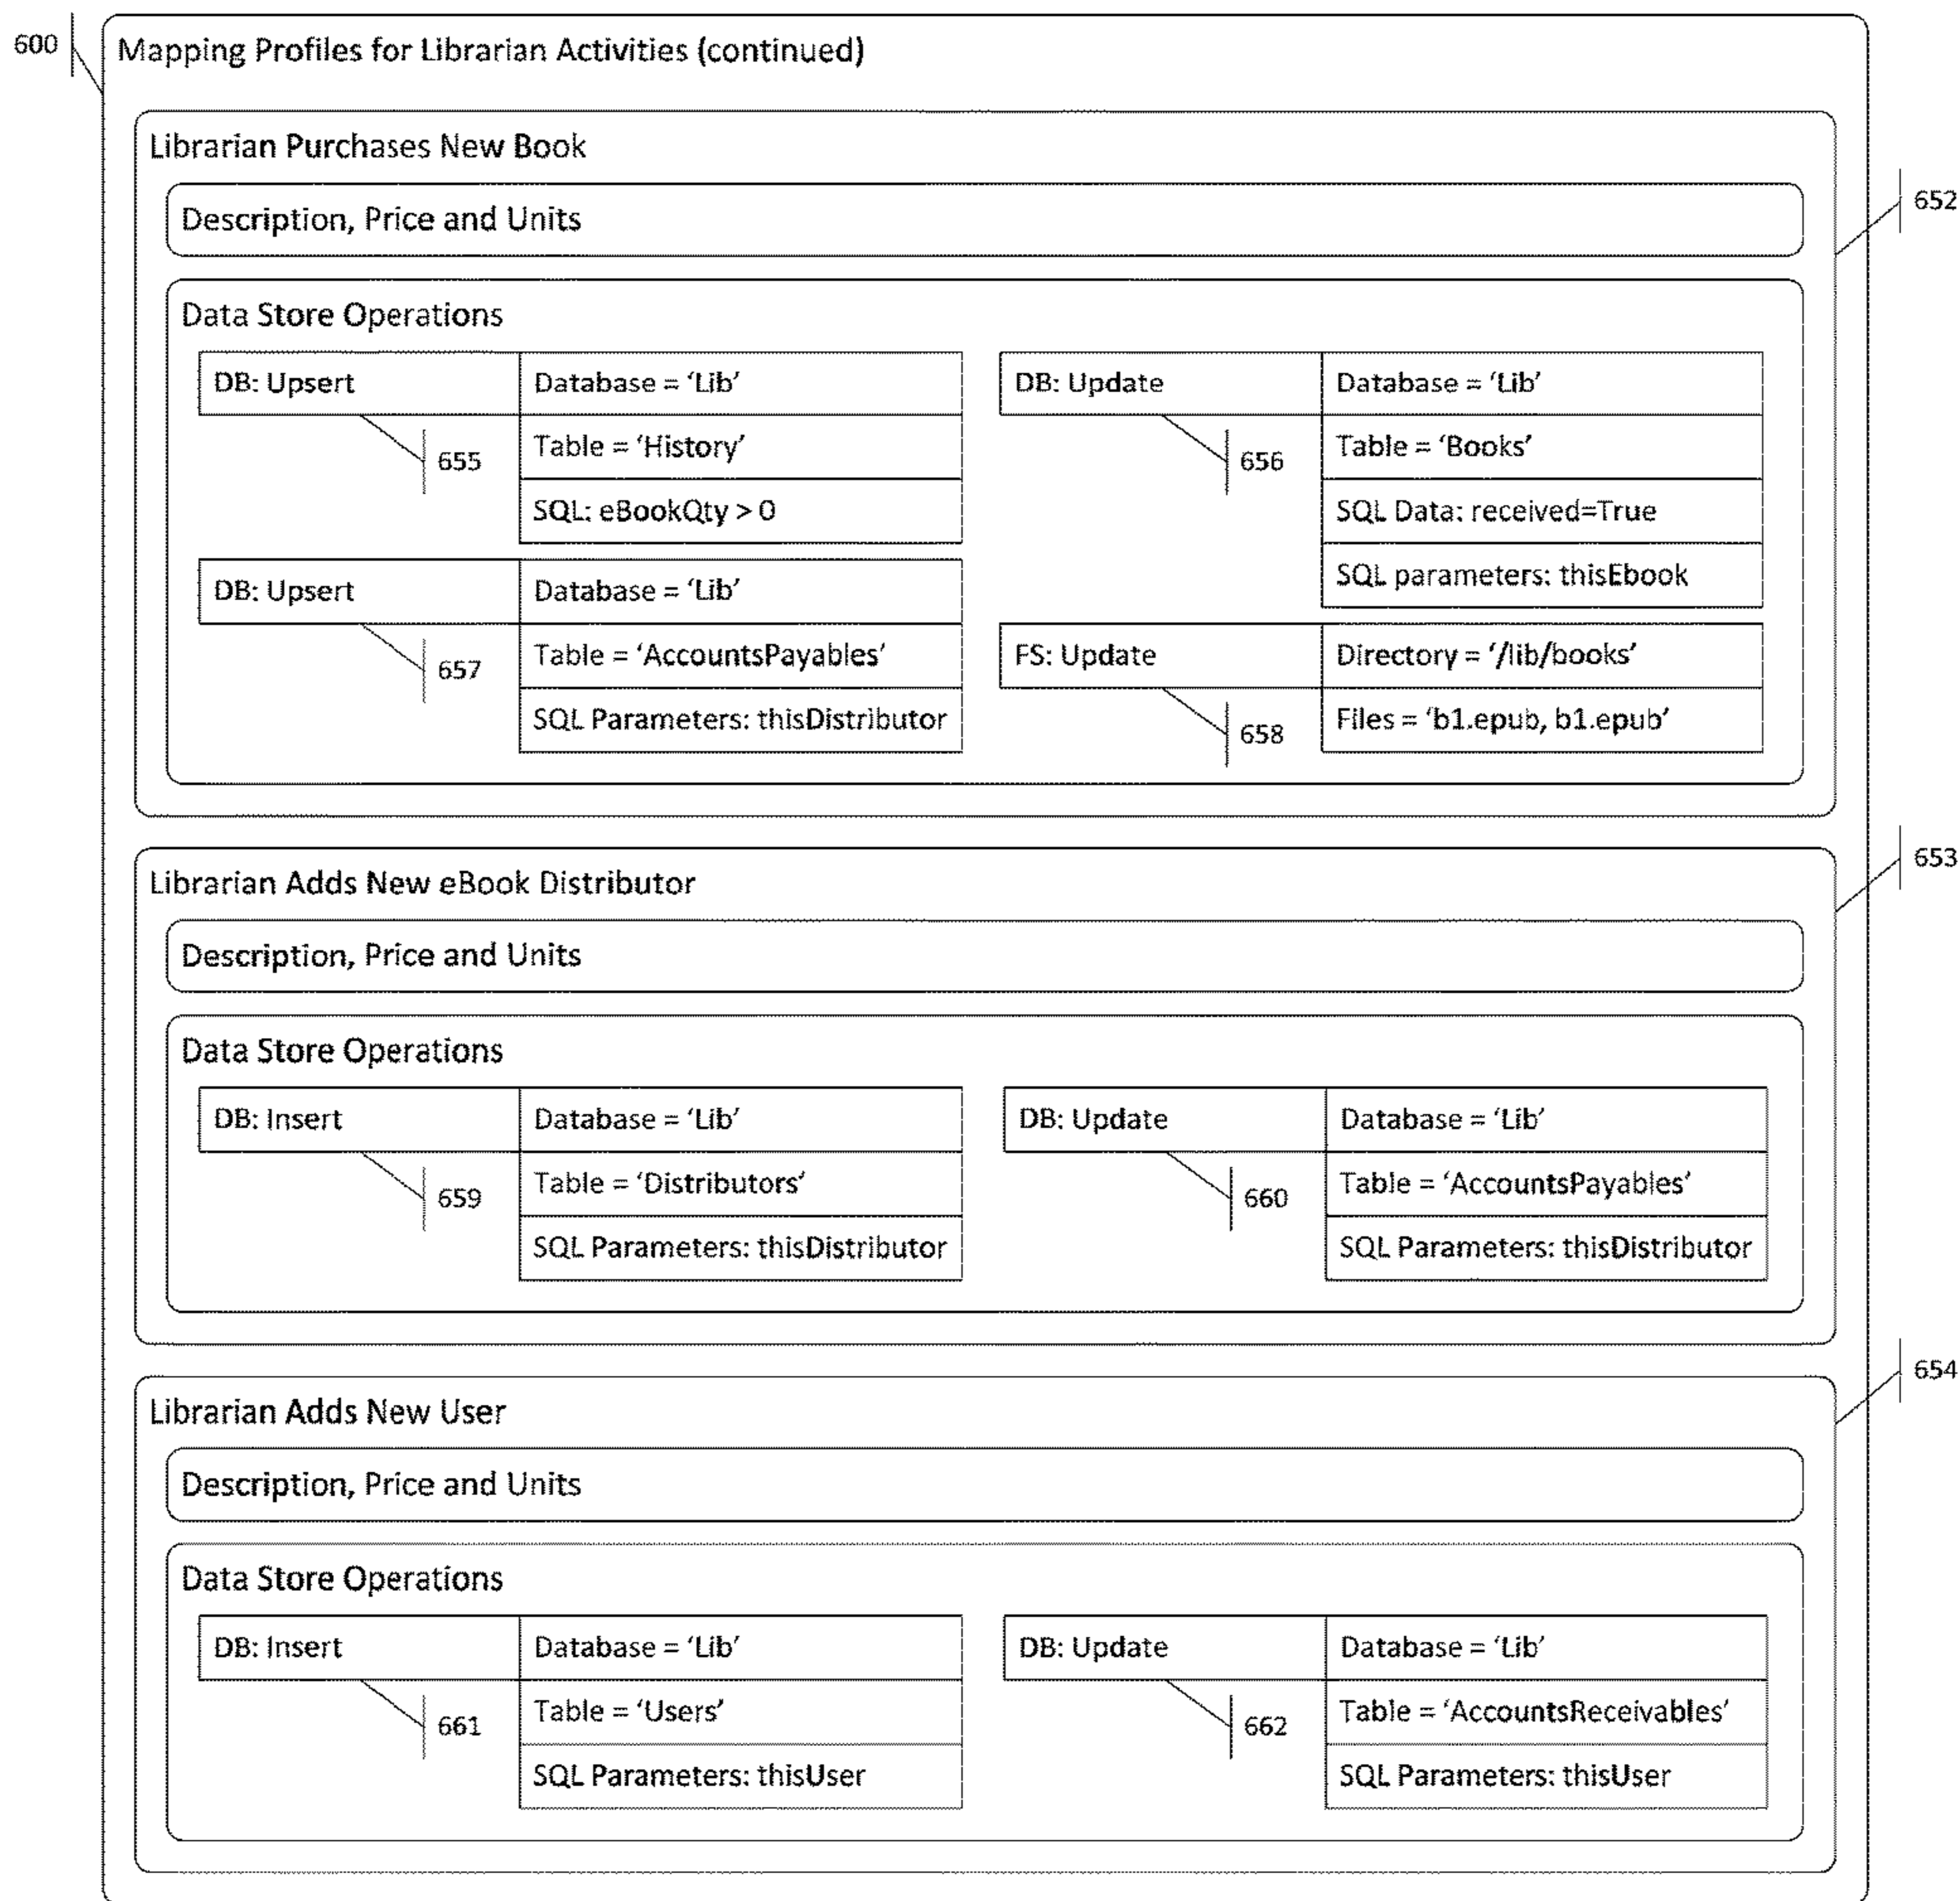 600
Mapping Profiles for Librarian Activities (continued)
Librarian Purchases New Book
652
Description, Price and Units
Data Store Operations
DB: Upsert
Database = ‘Lib’
655
Table = ‘History’
SQL: eBookQty > 0
DB: Update
Database = ‘Lib’
656
Table = ‘Books’
SQL Data: received=True
SQL parameters: thisEbook
DB: Upsert
Database = ‘Lib’
657
Table = ‘AccountsPayables’
SQL Parameters: thisDistributor
FS: Update
Directory = ‘/lib/books’
658
Files = ‘b1.epub, b1.epub’
653
Librarian Adds New eBook Distributor
Description, Price and Units
Data Store Operations
DB: Insert
Database = ‘Lib’
659
Table = ‘Distributors’
SQL Parameters: thisDistributor
DB: Update
Database = ‘Lib’
660
Table = ‘AccountsPayables’
SQL Parameters: thisDistributor
654
Librarian Adds New User
Description, Price and Units
Data Store Operations
DB: Insert
Database = ‘Lib’
661
Table = ‘Users’
SQL Parameters: thisUser
DB: Update
Database = ‘Lib’
662
Table = ‘AccountsReceivables’
SQL Parameters: thisUser